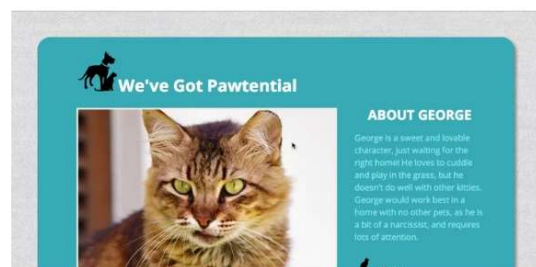 We've Got Pawtential
ABOUT GEORGE
George is a sweet and lovable
character, just waiting for the
right home! He loves to cuddle
and play in the grass, but he
doesn't do well with other kitties.
George would work best in a
home with no other pets, as he is
a bit of a narcissist, and requires
lots of attention.